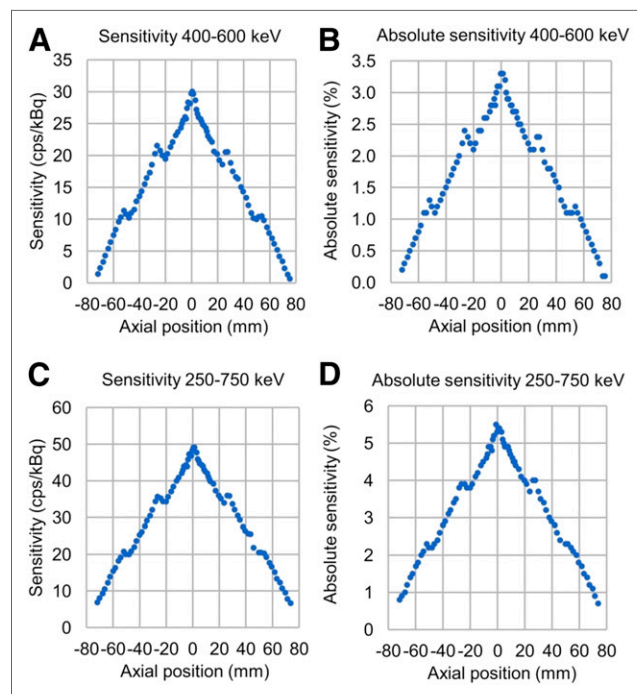 A
Sensitivity 400-600 keV
Sensitivity (cps/kBq)
35
30
25
20
15
10
5
0
-80 -60 -40 -20 0 20 40 60 80
Axial position (mm)
B
Absolute sensitivity 400-600 keV
Absolute sensitivity (%)
3.5
3.0
2.5
2.0
1.5
1.0
0.5
0.0
-80 -60 -40 -20 0 20 40 60 80
Axial position (mm)
C
Sensitivity 250-750 keV
Sensitivity (cps/kBq)
60
50
40
30
20
10
0
-80 -60 -40 -20 0 20 40 60 80
Axial position (mm)
D
Absolute sensitivity 250-750 keV
Absolute sensitivity (%)
6
5
4
3
2
1
0
-80 -60 -40 -20 0 20 40 60 80
Axial position (mm)